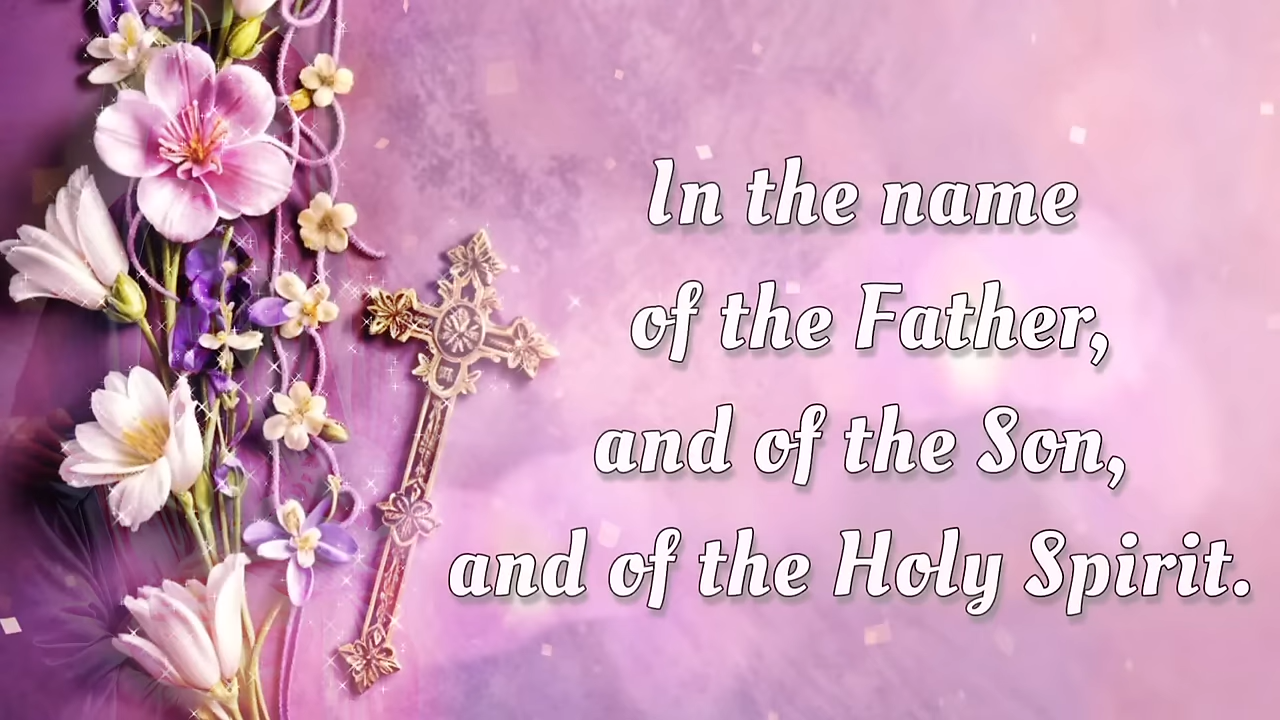 In the name
of the Father,
and of the Son,
and of the Holy Spirit.